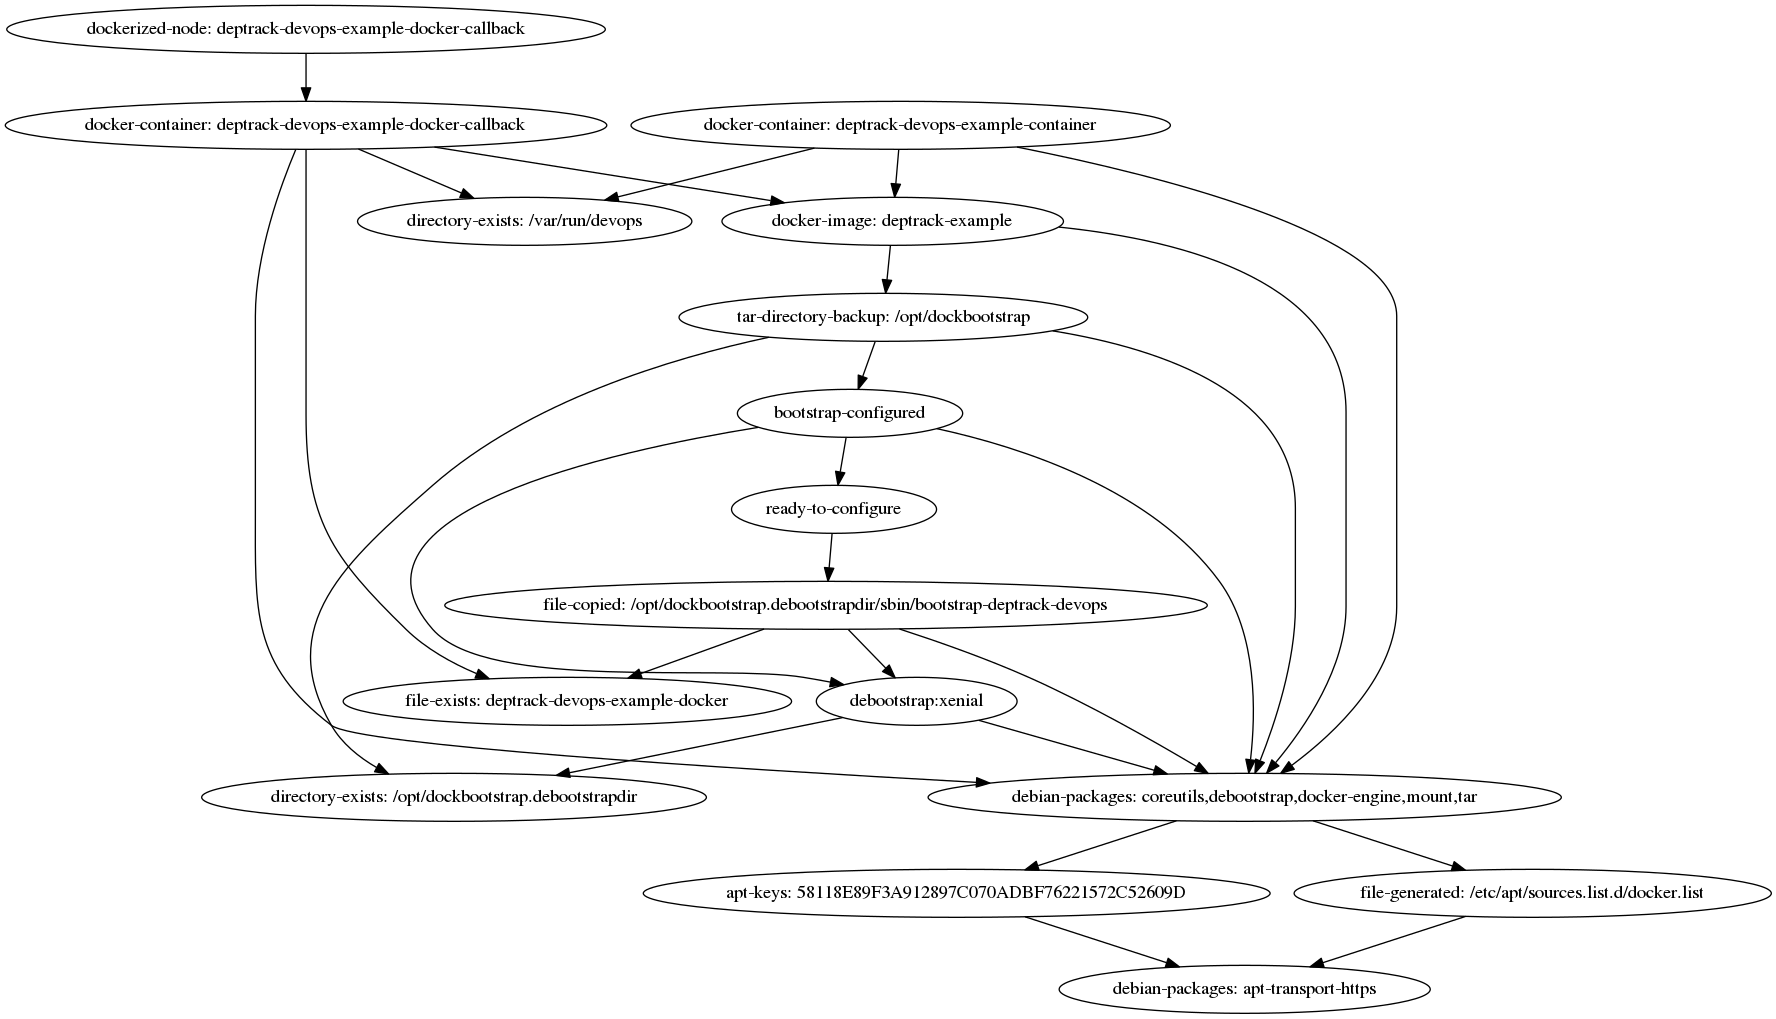 dockerized-node: deptrack-devops-example-docker-callback
docker-container: deptrack-devops-example-docker-callback
docker-container: deptrack-devops-example-container
directory-exists: /var/run/devops
docker-image: deptrack-example
tar-directory-backup: /opt/dockbootstrap
bootstrap-configured
ready-to-configure
file-copied: /opt/dockbootstrap.debootstrapdir/sbin/bootstrap-deptrack-devops
file-exists: deptrack-devops-example-docker
debootstrap:xenial
directory-exists: /opt/dockbootstrap.debootstrapdir
debian-packages: coreutils,debootstrap,docker-engine,mount,tar
apt-keys: 58118E89F3A912897C070ADBF76221572C52609D
file-generated: /etc/apt/sources.list.d/docker.list
debian-packages: apt-transport-https